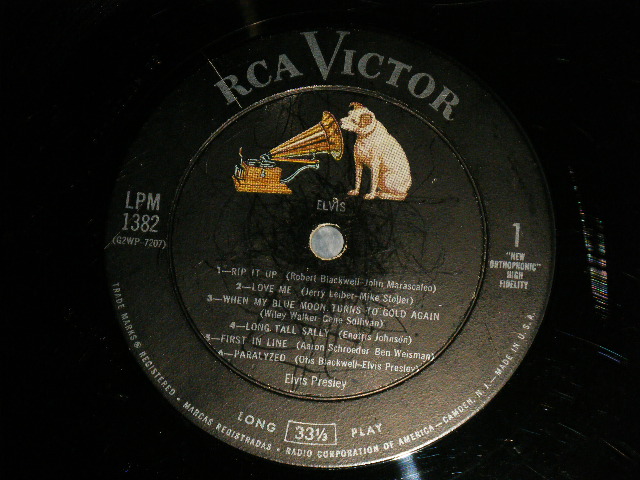 RCA VICTOR
ELVIS
LPM
1382
(G2WP-7207)
1
"NEW
ORTHOPHONIC"
HIGH
FIDELITY
1—RIP IT UP (Robert Blackwell-John Marascalco)
2—LOVE ME (Jerry Leiber-Mike Stoller)
3—WHEN MY BLUE MOON TURNS TO GOLD AGAIN
(Wiley Walker-Gene Sullivan)
4—LONG TALL SALLY (Enotris Johnson)
5—FIRST IN LINE (Aaron Schroeder-Ben Weisman)
6—PARALYZED (Otis Blackwell-Elvis Presley)
Elvis Presley
LONG 33⅓ PLAY
TRADE MARKS ® REGISTERED • MARCAS REGISTRADAS • RADIO CORPORATION OF AMERICA—CAMDEN, N.J.—MADE IN U.S.A.